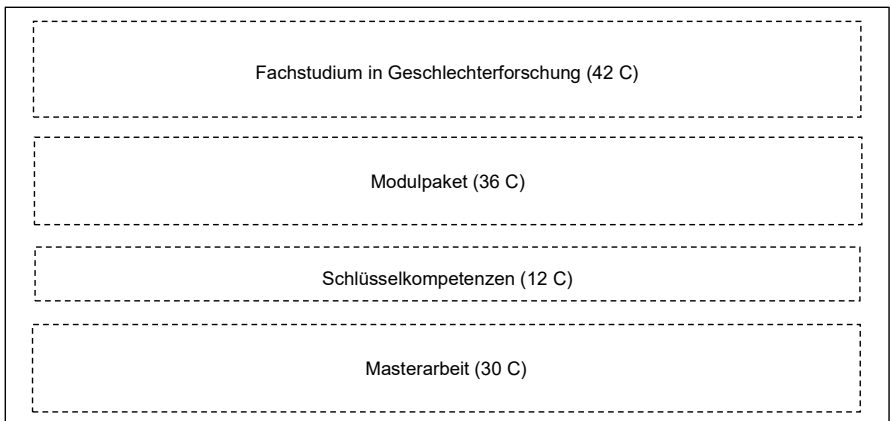 Fachstudium in Geschlechterforschung (42 C)
Modulpaket (36 C)
Schlüsselkompetenzen (12 C)
Masterarbeit (30 C)